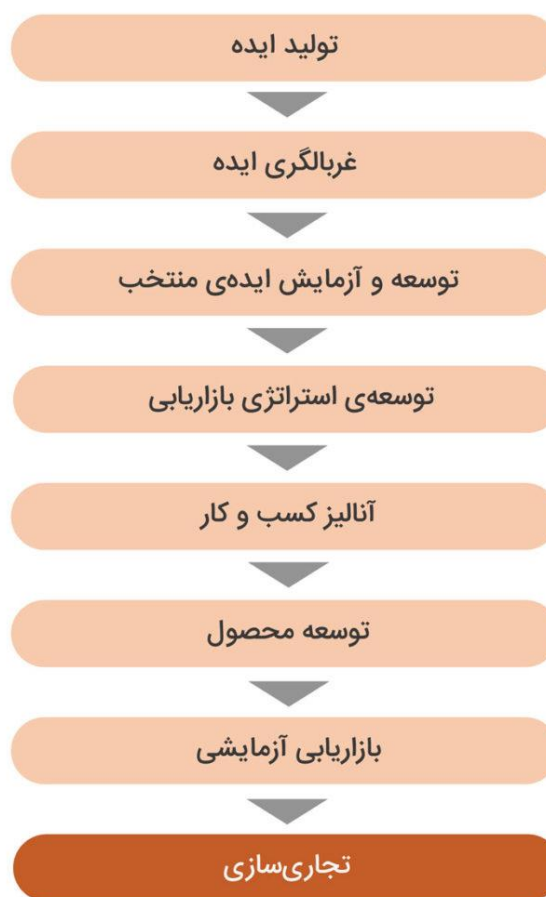 تولید ایده
غربالگری ایده
توسعه و آزمایش ایده‌ی منتخب
توسعه‌ی استراتژی بازاریابی
آنالیز کسب و کار
توسعه محصول
بازاریابی آزمایشی
تجاری‌سازی